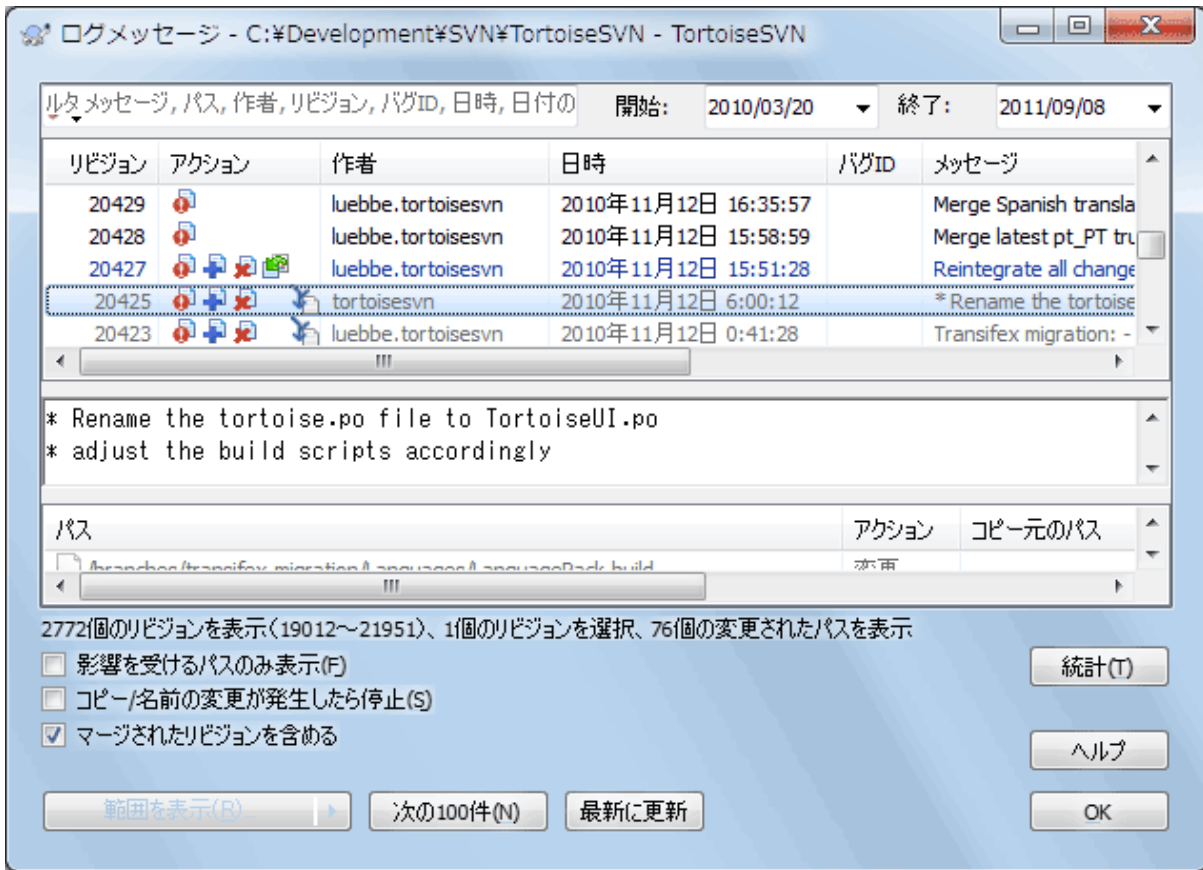 ログメッセージ - C:¥Development¥SVN¥TortoiseSVN - TortoiseSVN
ルタ メッセージ, パス, 作者, リビジョン, バグID, 日時, 日付の 開始: 2010/03/20 終了: 2011/09/08
リビジョン アクション 作者 日時 バグID メッセージ
20429 luebbe.tortoisesvn 2010年11月12日 16:35:57 Merge Spanish transla
20428 luebbe.tortoisesvn 2010年11月12日 15:58:59 Merge latest pt_PT tru
20427 luebbe.tortoisesvn 2010年11月12日 15:51:28 Reintegrate all change
20425 tortoisesvn 2010年11月12日 6:00:12 * Rename the tortoise
20423 luebbe.tortoisesvn 2010年11月12日 0:41:28 Transifex migration: -
* Rename the tortoise.po file to TortoiseUI.po
* adjust the build scripts accordingly
パス アクション コピー元のパス
/branches/transifex-migration/Languages/LanguagePack.build 変更
2772個のリビジョンを表示(19012～21951)、1個のリビジョンを選択、76個の変更されたパスを表示
影響を受けるパスのみ表示(F)
統計(T)
コピー/名前の変更が発生したら停止(S)
マージされたリビジョンを含める
ヘルプ
範囲を表示(R)... 次の100件(N) 最新に更新 OK